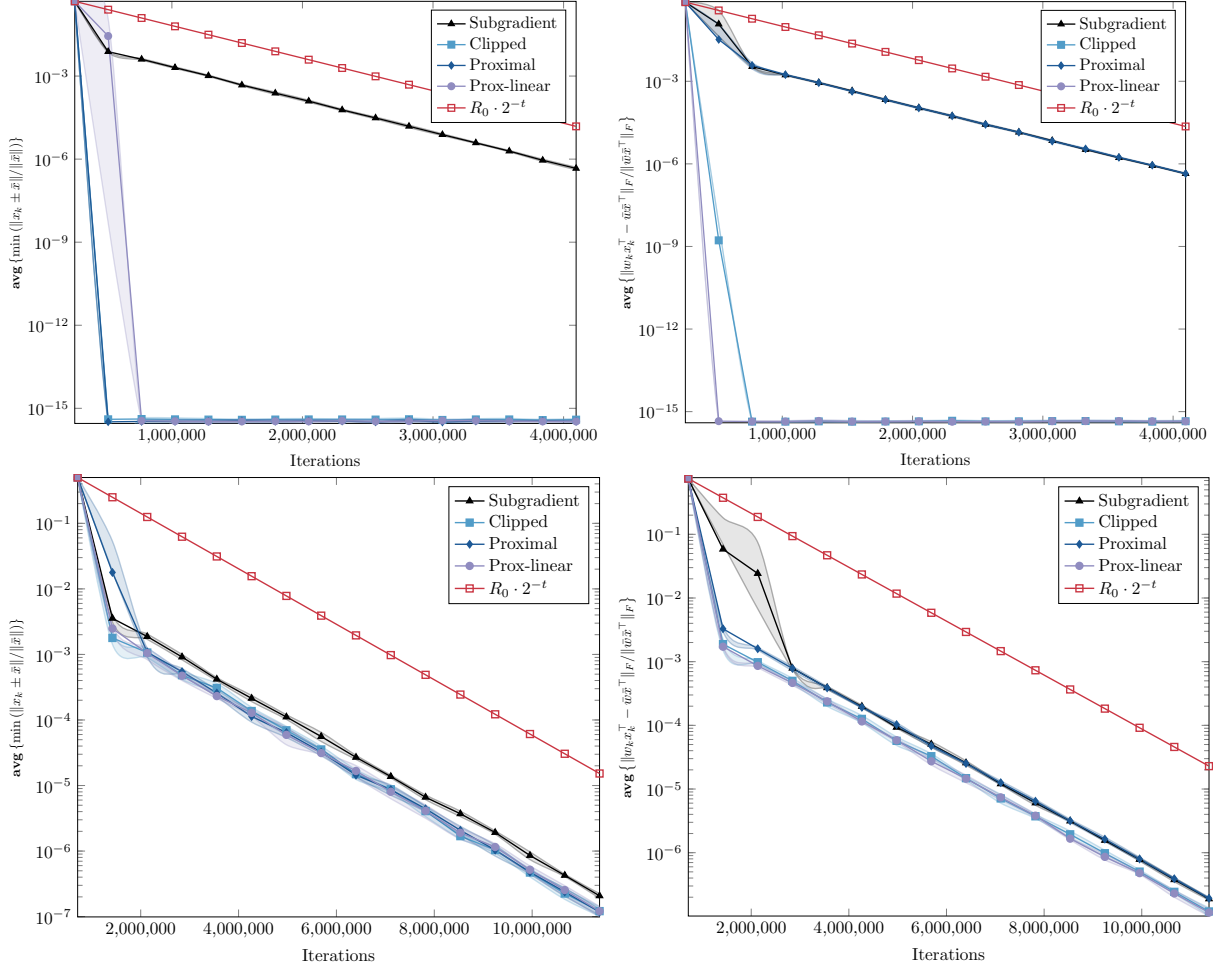 10^{-3}
10^{-6}
10^{-9}
10^{-12}
10^{-15}
avg {min (∥x_k ± x̄∥/∥x̄∥)}
Subgradient
Clipped
Proximal
Prox-linear
R_0 · 2^{-t}
1,000,000
2,000,000
3,000,000
4,000,000
Iterations
10^{-3}
10^{-6}
10^{-9}
10^{-12}
10^{-15}
avg {∥w_k x_k^⊤ − w̄x̄^⊤∥_F/∥w̄x̄^⊤∥_F}
Subgradient
Clipped
Proximal
Prox-linear
R_0 · 2^{-t}
1,000,000
2,000,000
3,000,000
4,000,000
Iterations
10^{-1}
10^{-2}
10^{-3}
10^{-4}
10^{-5}
10^{-6}
10^{-7}
avg {min (∥x_k ± x̄∥/∥x̄∥)}
Subgradient
Clipped
Proximal
Prox-linear
R_0 · 2^{-t}
2,000,000
4,000,000
6,000,000
8,000,000
10,000,000
Iterations
10^{-1}
10^{-2}
10^{-3}
10^{-4}
10^{-5}
10^{-6}
avg {∥w_k x_k^⊤ − w̄x̄^⊤∥_F/∥w̄x̄^⊤∥_F}
Subgradient
Clipped
Proximal
Prox-linear
R_0 · 2^{-t}
2,000,000
4,000,000
6,000,000
8,000,000
10,000,000
Iterations